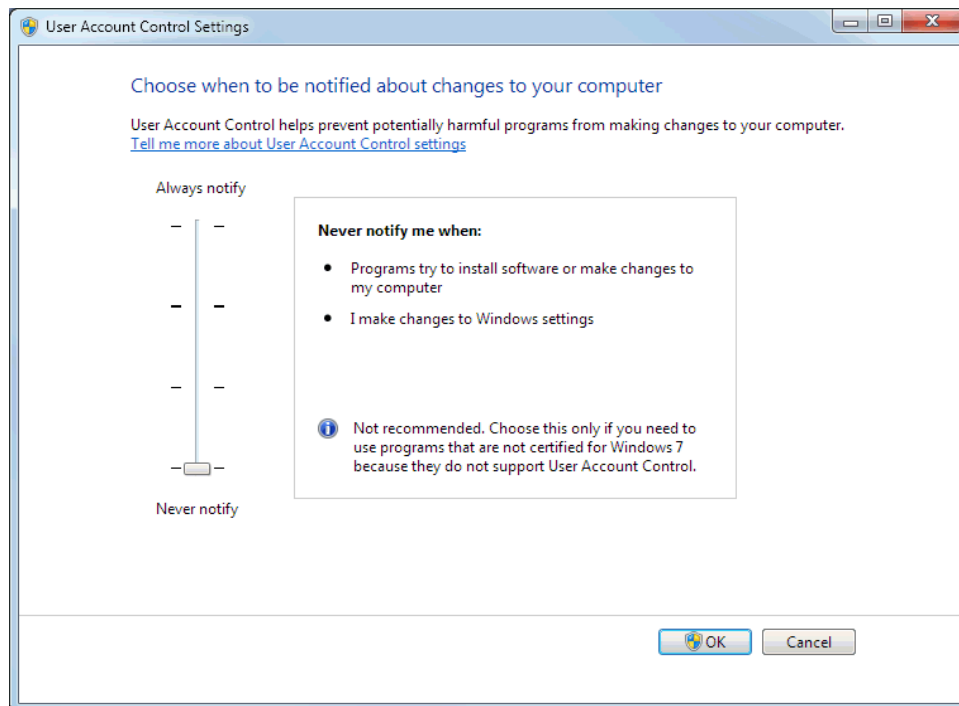 User Account Control Settings
Choose when to be notified about changes to your computer
User Account Control helps prevent potentially harmful programs from making changes to your computer.
Tell me more about User Account Control settings
Always notify
Never notify me when:
Programs try to install software or make changes to
my computer
I make changes to Windows settings
Not recommended. Choose this only if you need to
use programs that are not certified for Windows 7
because they do not support User Account Control.
Never notify
OK
Cancel